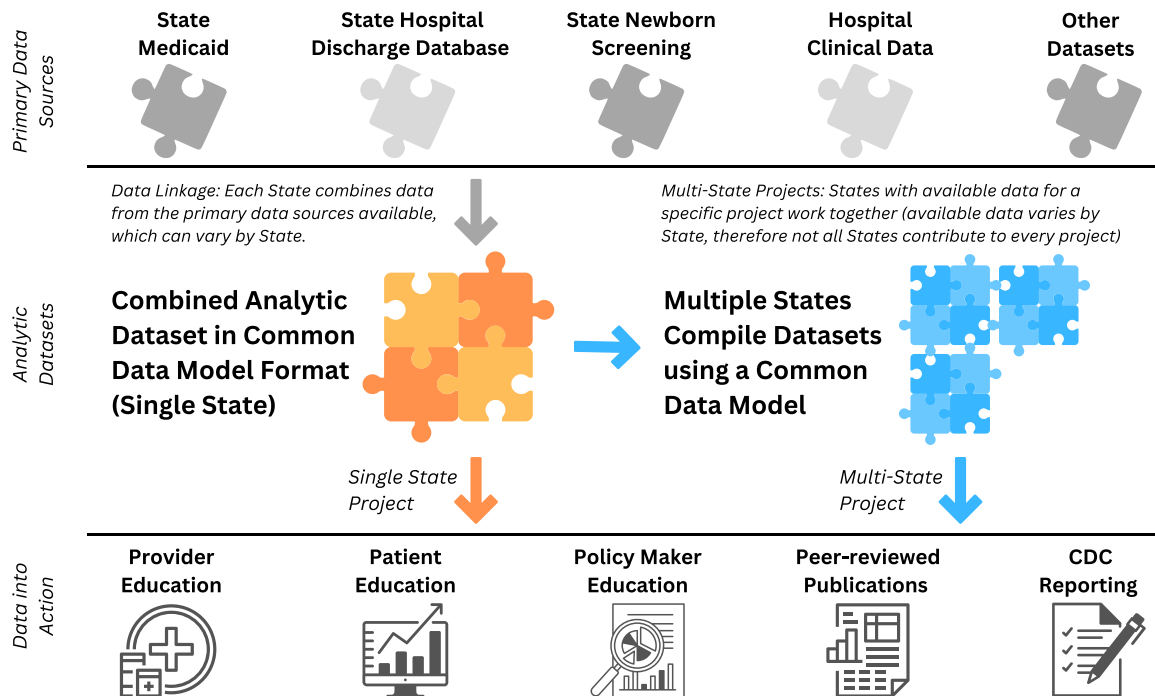 Primary Data
Sources
State
Medicaid
State Hospital
Discharge Database
State Newborn
Screening
Hospital
Clinical Data
Other
Datasets
Data Linkage: Each State combines data
from the primary data sources available,
which can vary by State.
Multi-State Projects: States with available data for a
specific project work together (available data varies by
State, therefore not all States contribute to every project)
Analytic
Datasets
Combined Analytic
Dataset in Common
Data Model Format
(Single State)
Multiple States
Compile Datasets
using a Common
Data Model
Single State
Project
Multi-State
Project
Data into
Action
Provider
Education
Patient
Education
Policy Maker
Education
Peer-reviewed
Publications
CDC
Reporting